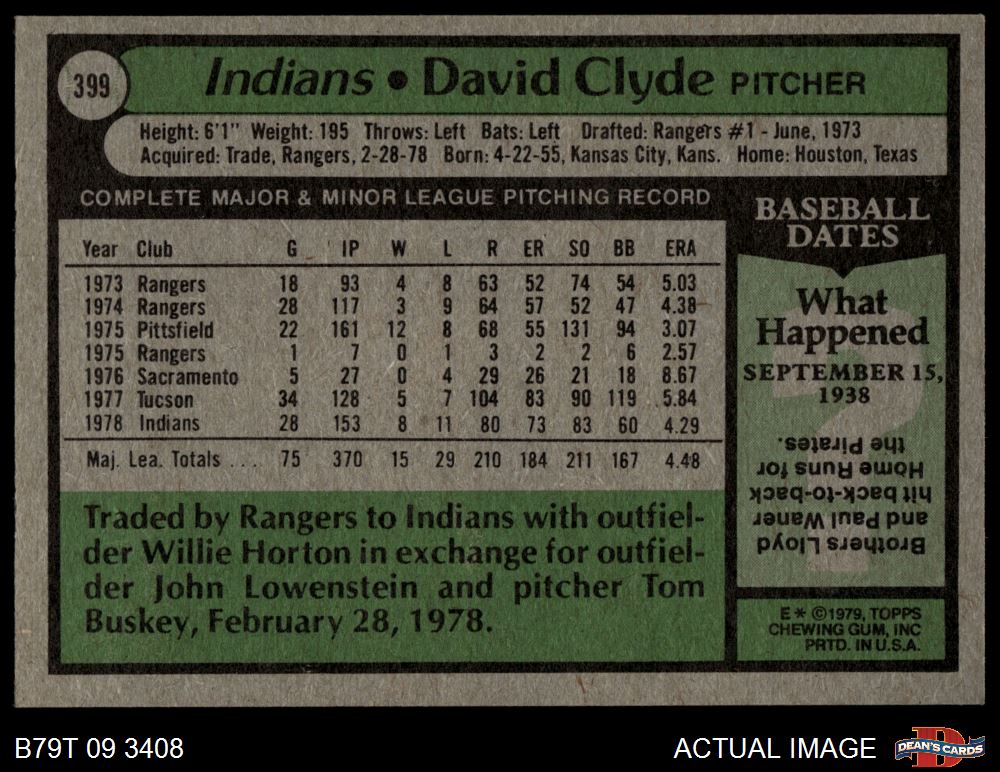 399
Indians • David Clyde PITCHER
Height: 6'1" Weight: 195 Throws: Left Bats: Left Drafted: Rangers #1 - June, 1973
Acquired: Trade, Rangers, 2-28-78 Born: 4-22-55, Kansas City, Kans. Home: Houston, Texas
COMPLETE MAJOR & MINOR LEAGUE PITCHING RECORD
Year Club G IP W L R ER SO BB ERA
1973 Rangers 18 93 4 8 63 52 74 54 5.03
1974 Rangers 28 117 3 9 64 57 52 47 4.38
1975 Pittsfield 22 161 12 8 68 55 131 94 3.07
1975 Rangers 1 7 0 1 3 2 2 6 2.57
1976 Sacramento 5 27 0 4 29 26 21 18 8.67
1977 Tucson 34 128 5 7 104 83 90 119 5.84
1978 Indians 28 153 8 11 80 73 83 60 4.29
Maj. Lea. Totals ... 75 370 15 29 210 184 211 167 4.48
Traded by Rangers to Indians with outfiel-
der Willie Horton in exchange for outfiel-
der John Lowenstein and pitcher Tom
Buskey, February 28, 1978.
BASEBALL
DATES
What
Happened
SEPTEMBER 15,
1938
Brothers Lloyd
and Paul Waner
hit back-to-back
Home Runs for
the Pirates.
E * ©1979, TOPPS
CHEWING GUM, INC
PRTD. IN U.S.A.
B79T 09 3408
ACTUAL IMAGE
DEAN'S CARDS